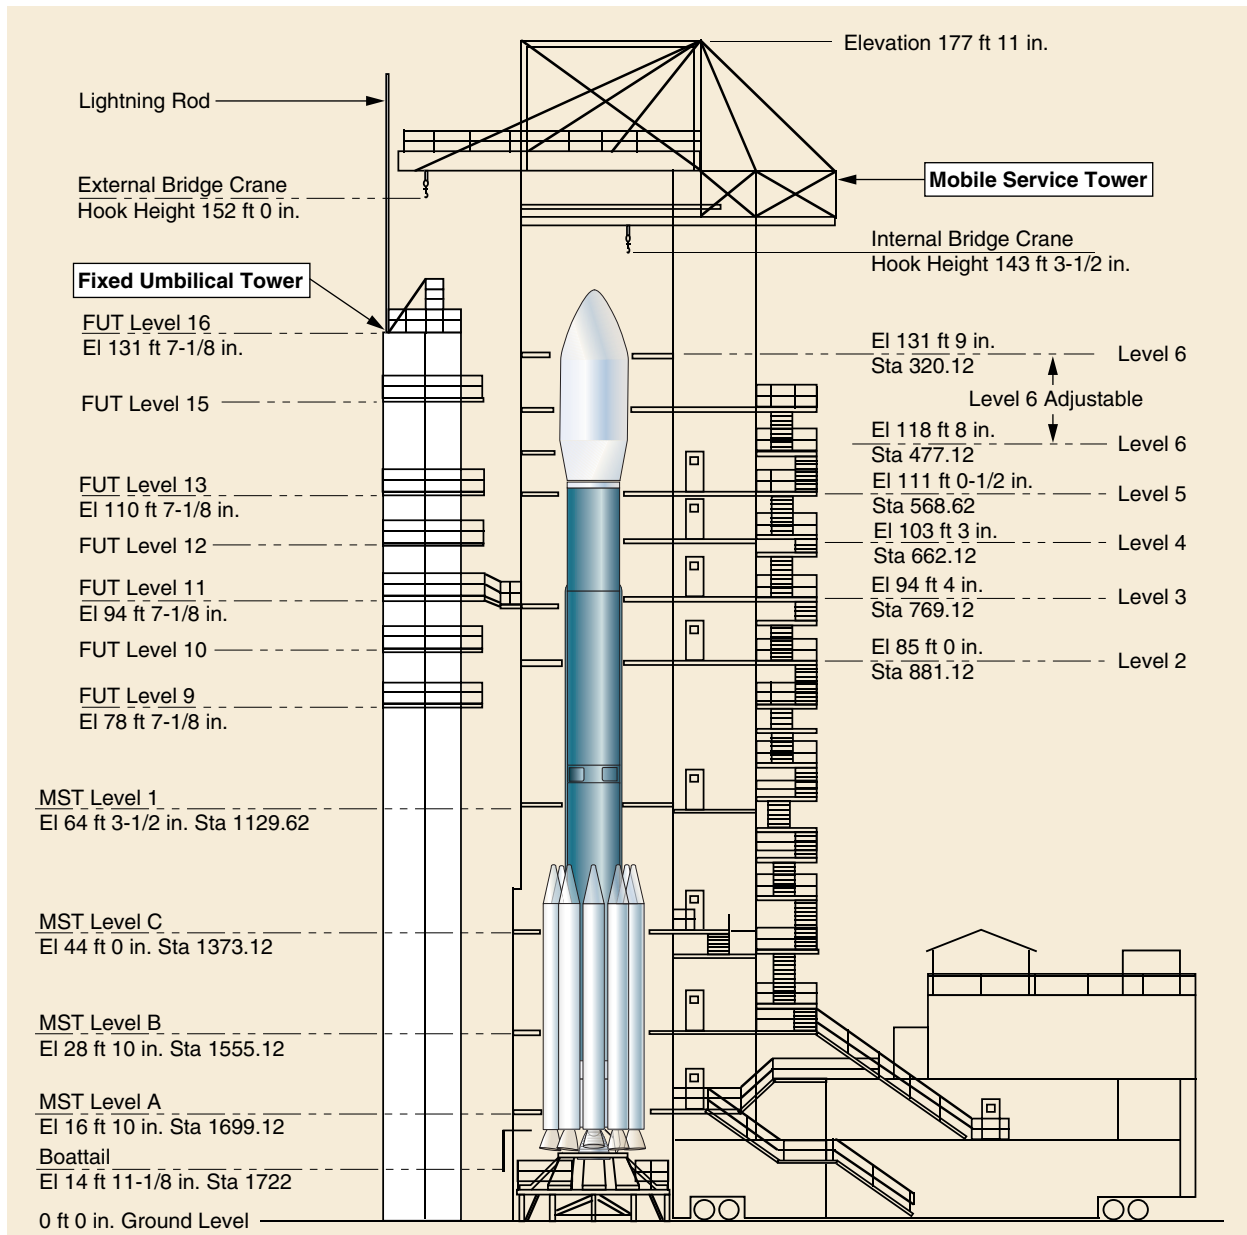 Elevation 177 ft 11 in.
Lightning Rod
External Bridge Crane
Hook Height 152 ft 0 in.
Mobile Service Tower
Internal Bridge Crane
Hook Height 143 ft 3-1/2 in.
Fixed Umbilical Tower
FUT Level 16
El 131 ft 7-1/8 in.
FUT Level 15
FUT Level 13
El 110 ft 7-1/8 in.
FUT Level 12
FUT Level 11
El 94 ft 7-1/8 in.
FUT Level 10
FUT Level 9
El 78 ft 7-1/8 in.
El 131 ft 9 in.
Sta 320.12
Level 6
Level 6 Adjustable
El 118 ft 8 in.
Sta 477.12
Level 6
El 111 ft 0-1/2 in.
Sta 568.62
Level 5
El 103 ft 3 in.
Sta 662.12
Level 4
El 94 ft 4 in.
Sta 769.12
Level 3
El 85 ft 0 in.
Sta 881.12
Level 2
MST Level 1
El 64 ft 3-1/2 in. Sta 1129.62
MST Level C
El 44 ft 0 in. Sta 1373.12
MST Level B
El 28 ft 10 in. Sta 1555.12
MST Level A
El 16 ft 10 in. Sta 1699.12
Boattail
El 14 ft 11-1/8 in. Sta 1722
0 ft 0 in. Ground Level